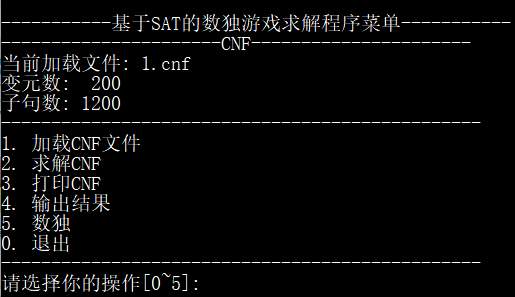 -----------基于SAT的数独游戏求解程序菜单-----------
----------------------CNF----------------------
当前加载文件: 1.cnf
变元数:  200
子句数: 1200
------------------------------------------------
1. 加载CNF文件
2. 求解CNF
3. 打印CNF
4. 输出结果
5. 数独
0. 退出
------------------------------------------------
请选择你的操作[0~5]: